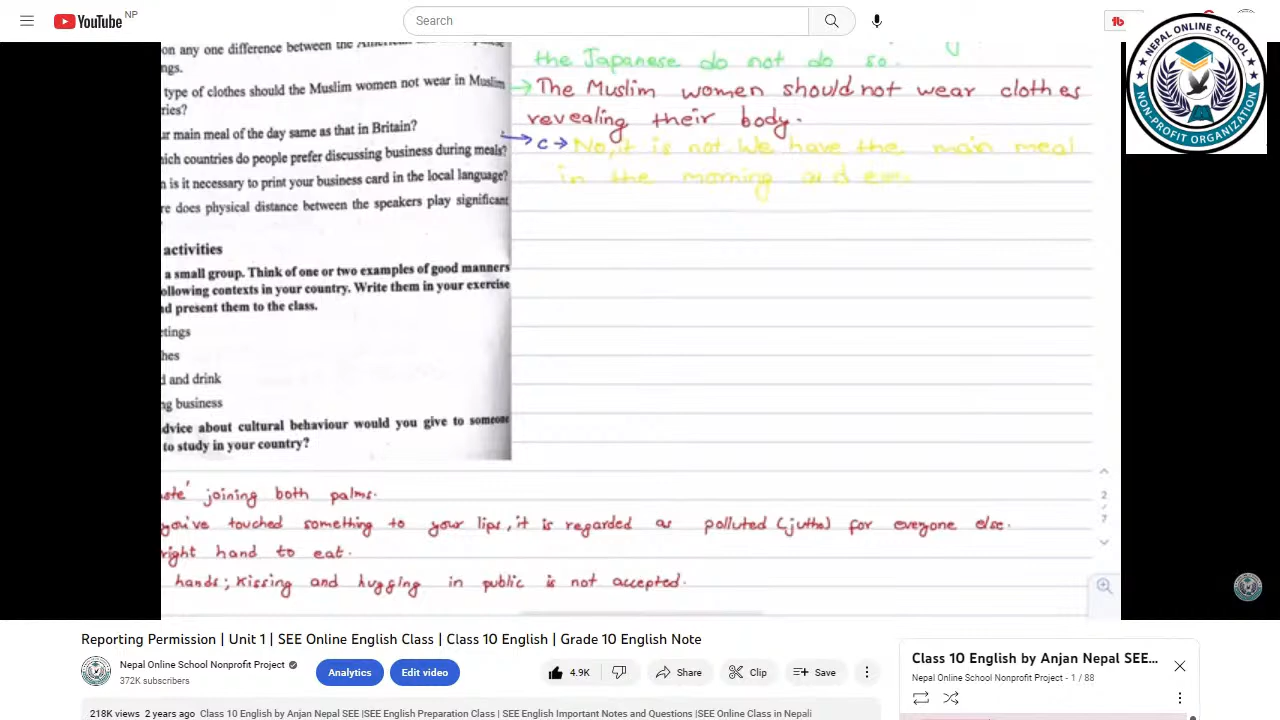 YouTube NP
Search
on any one difference between the American
ngs.
type of clothes should the Muslim women not wear in Muslim
ries?
ur main meal of the day same as that in Britain?
hich countries do people prefer discussing business during meals?
n is it necessary to print your business card in the local language?
re does physical distance between the speakers play significant
activities
a small group. Think of one or two examples of good manners
ollowing contexts in your country. Write them in your exercise
nd present them to the class.
etings
hes
d and drink
ng business
dvice about cultural behaviour would you give to someone
to study in your country?
the Japanese do not do so.
→ The Muslim women should not wear clothes
revealing their body.
→ c → No, it is not. We have the main meal
in the morning and eve.
ste' joining both palms.
you've touched something to your lips, it is regarded as polluted (jutho) for everyone else.
right hand to eat.
hands; kissing and hugging in public is not accepted.
2
/
7
NEPAL ONLINE SCHOOL
NON-PROFIT ORGANIZATION
Reporting Permission | Unit 1 | SEE Online English Class | Class 10 English | Grade 10 English Note
Nepal Online School Nonprofit Project
372K subscribers
Analytics
Edit video
4.9K
Share
Clip
Save
218K views 2 years ago Class 10 English by Anjan Nepal SEE |SEE English Preparation Class | SEE English Important Notes and Questions |SEE Online Class in Nepali
Class 10 English by Anjan Nepal SEE...
Nepal Online School Nonprofit Project - 1 / 88